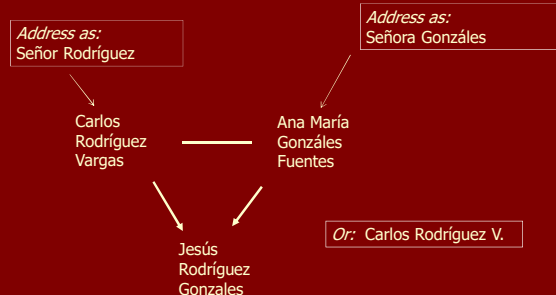 Address as:
Señor Rodríguez
Address as:
Señora Gonzáles
Carlos
Rodríguez
Vargas
Ana María
Gonzáles
Fuentes
Or: Carlos Rodríguez V.
Jesús
Rodríguez
Gonzales